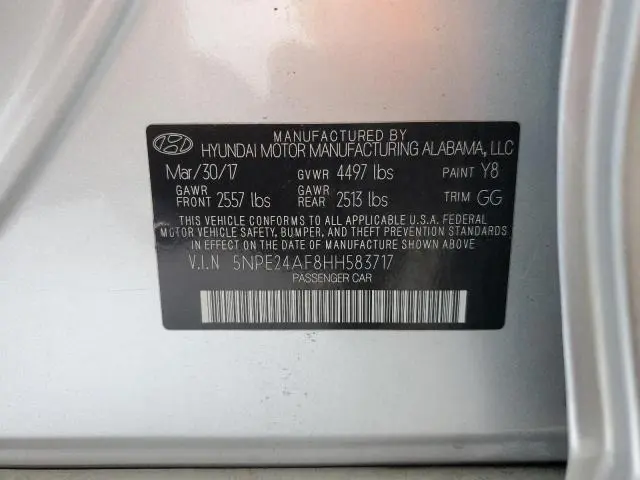 MANUFACTURED BY
HYUNDAI MOTOR MANUFACTURING ALABAMA, LLC
Mar/30/17 GVWR 4497 lbs PAINT Y8
GAWR FRONT 2557 lbs GAWR REAR 2513 lbs TRIM GG
THIS VEHICLE CONFORMS TO ALL APPLICABLE U.S.A. FEDERAL
MOTOR VEHICLE SAFETY, BUMPER, AND THEFT PREVENTION STANDARDS
IN EFFECT ON THE DATE OF MANUFACTURE SHOWN ABOVE.
V.I.N 5NPE24AF8HH583717
PASSENGER CAR